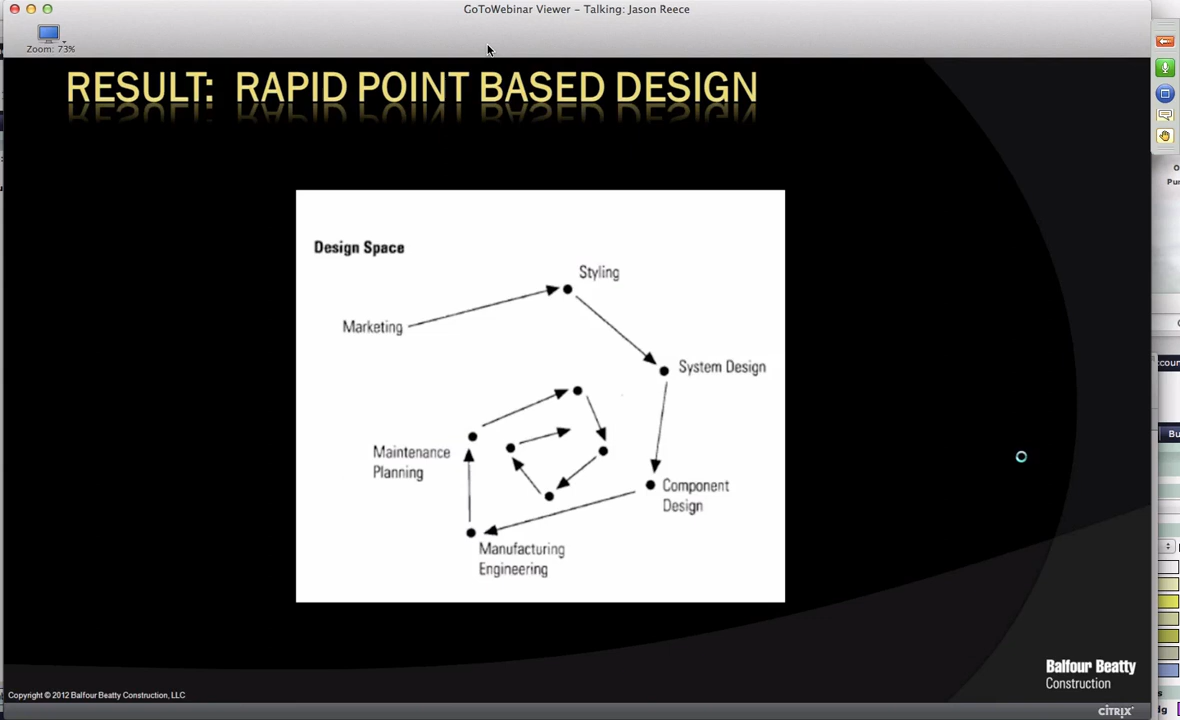 GoToWebinar Viewer – Talking: Jason Reece
Zoom: 73%
RESULT: RAPID POINT BASED DESIGN
Design Space
Styling
Marketing
System Design
Maintenance
Planning
Component
Design
Manufacturing
Engineering
Balfour Beatty
Construction
Copyright © 2012 Balfour Beatty Construction, LLC
CITRIX